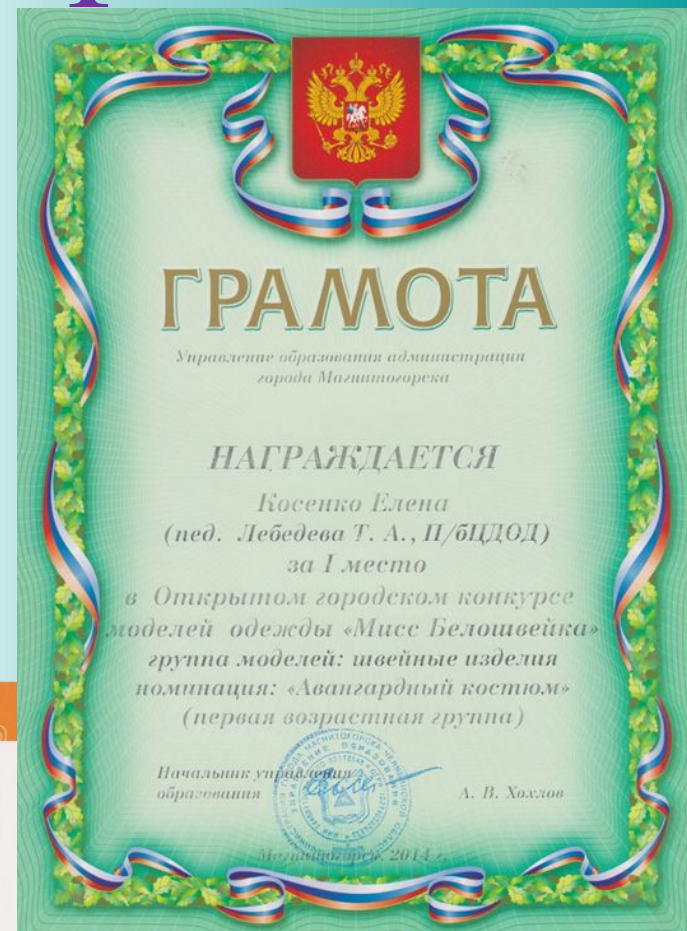 ГРАМОТА
Управление образования администрации
города Магнитогорска
НАГРАЖДАЕТСЯ
Косенко Елена
(пед. Лебедева Т. А., П/бЦДОД)
за I место
в Открытом городском конкурсе
моделей одежды «Мисс Белошвейка»
группа моделей: швейные изделия
номинация: «Авангардный костюм»
(первая возрастная группа)
Начальник управления
образования А. В. Хохлов
Магнитогорск, 2014 г.